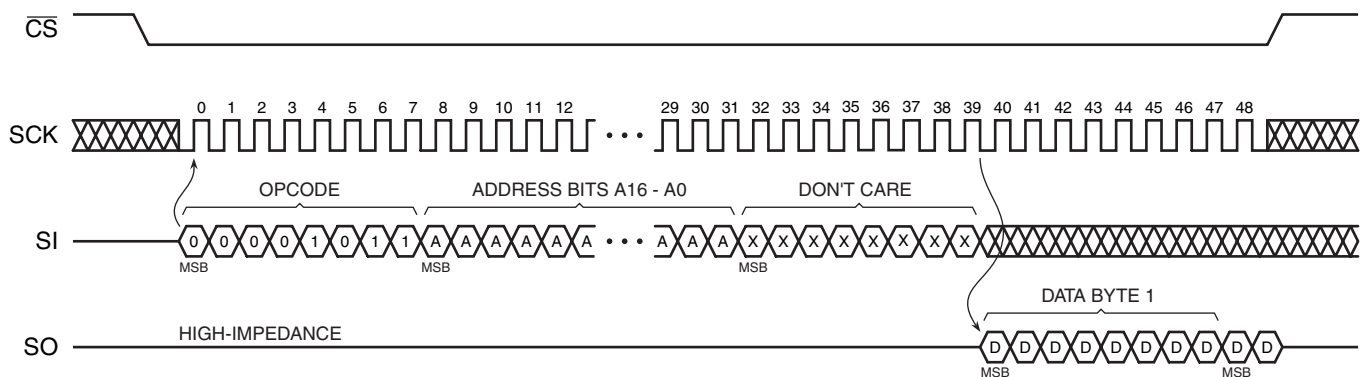 CS
0 1 2 3 4 5 6 7 8 9 10 11 12 29 30 31 32 33 34 35 36 37 38 39 40 41 42 43 44 45 46 47 48
SCK
OPCODE ADDRESS BITS A16 - A0 DON'T CARE
SI 0 0 0 0 1 0 1 1 A A A A A A A A A X X X X X X X X
MSB MSB MSB
DATA BYTE 1
HIGH-IMPEDANCE
SO D D D D D D D D D D
MSB MSB